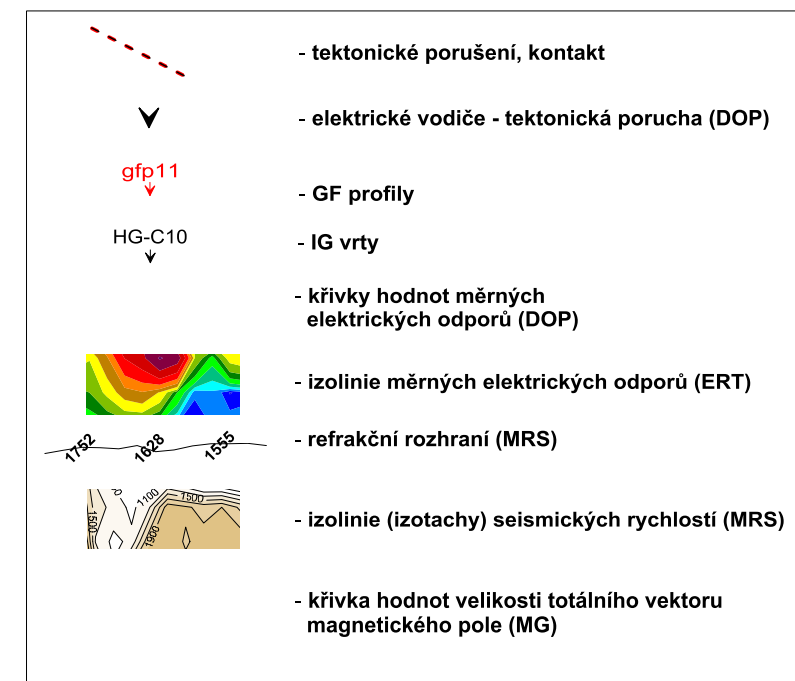 - tektonické porušení, kontakt
- elektrické vodiče - tektonická porucha (DOP)
gfp11
- GF profily
HG-C10
- IG vrty
- křivky hodnot měrných
elektrických odporů (DOP)
- izolinie měrných elektrických odporů (ERT)
1752 1628 1555
- refrakční rozhraní (MRS)
1500 1100 1500 1900
- izolinie (izotachy) seismických rychlostí (MRS)
- křivka hodnot velikosti totálního vektoru
magnetického pole (MG)